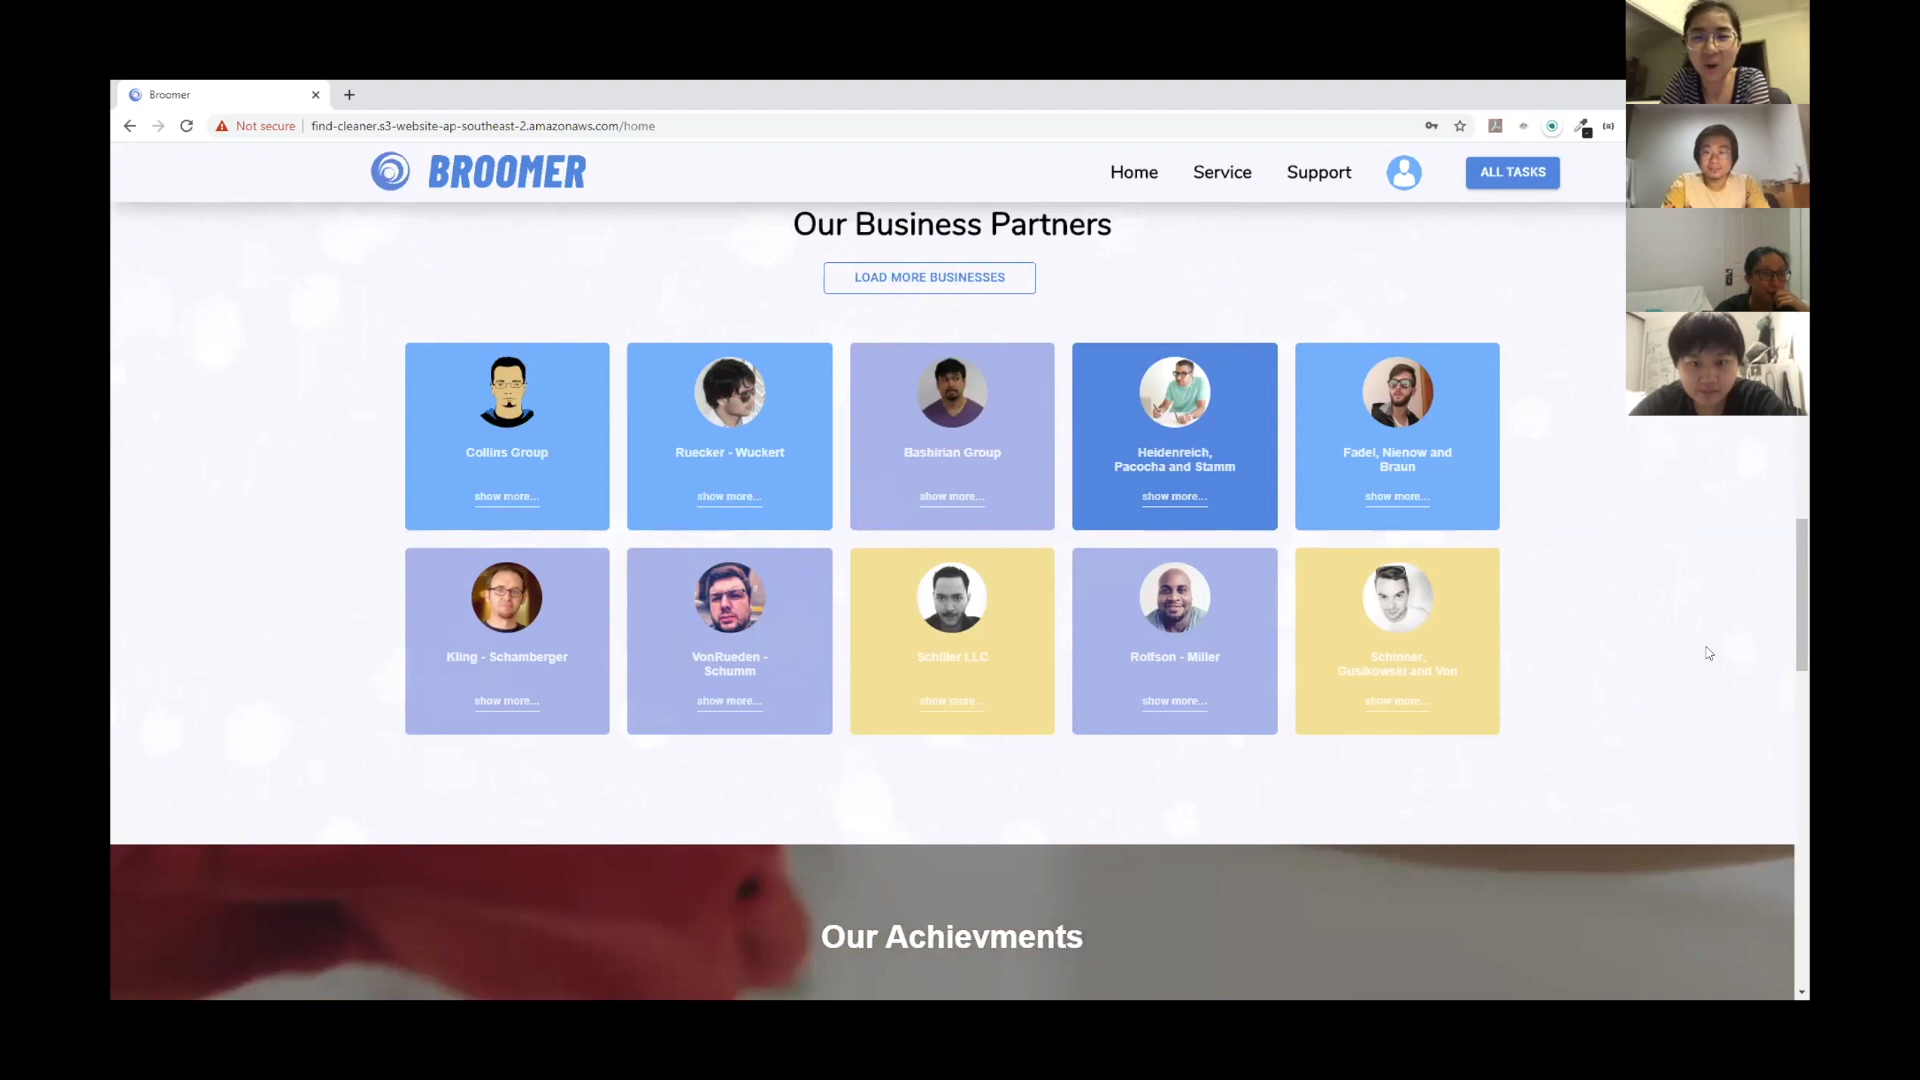 Broomer
Not secure
find-cleaner.s3-website-ap-southeast-2.amazonaws.com/home
BROOMER
Home
Service
Support
ALL TASKS
Our Business Partners
LOAD MORE BUSINESSES
Collins Group
show more...
Ruecker - Wuckert
show more...
Bashirian Group
show more...
Heidenreich,
Pacocha and Stamm
show more...
Fadel, Nienow and
Braun
show more...
Kling - Schamberger
show more...
VonRueden -
Schumm
show more...
Schiller LLC
show more...
Rolfson - Miller
show more...
Schinner,
Gusikowski and Von
show more...
Our Achievments